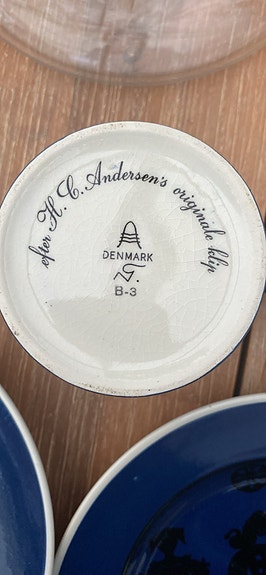 efter H. C. Andersen's originale klip
A
DENMARK
B-3